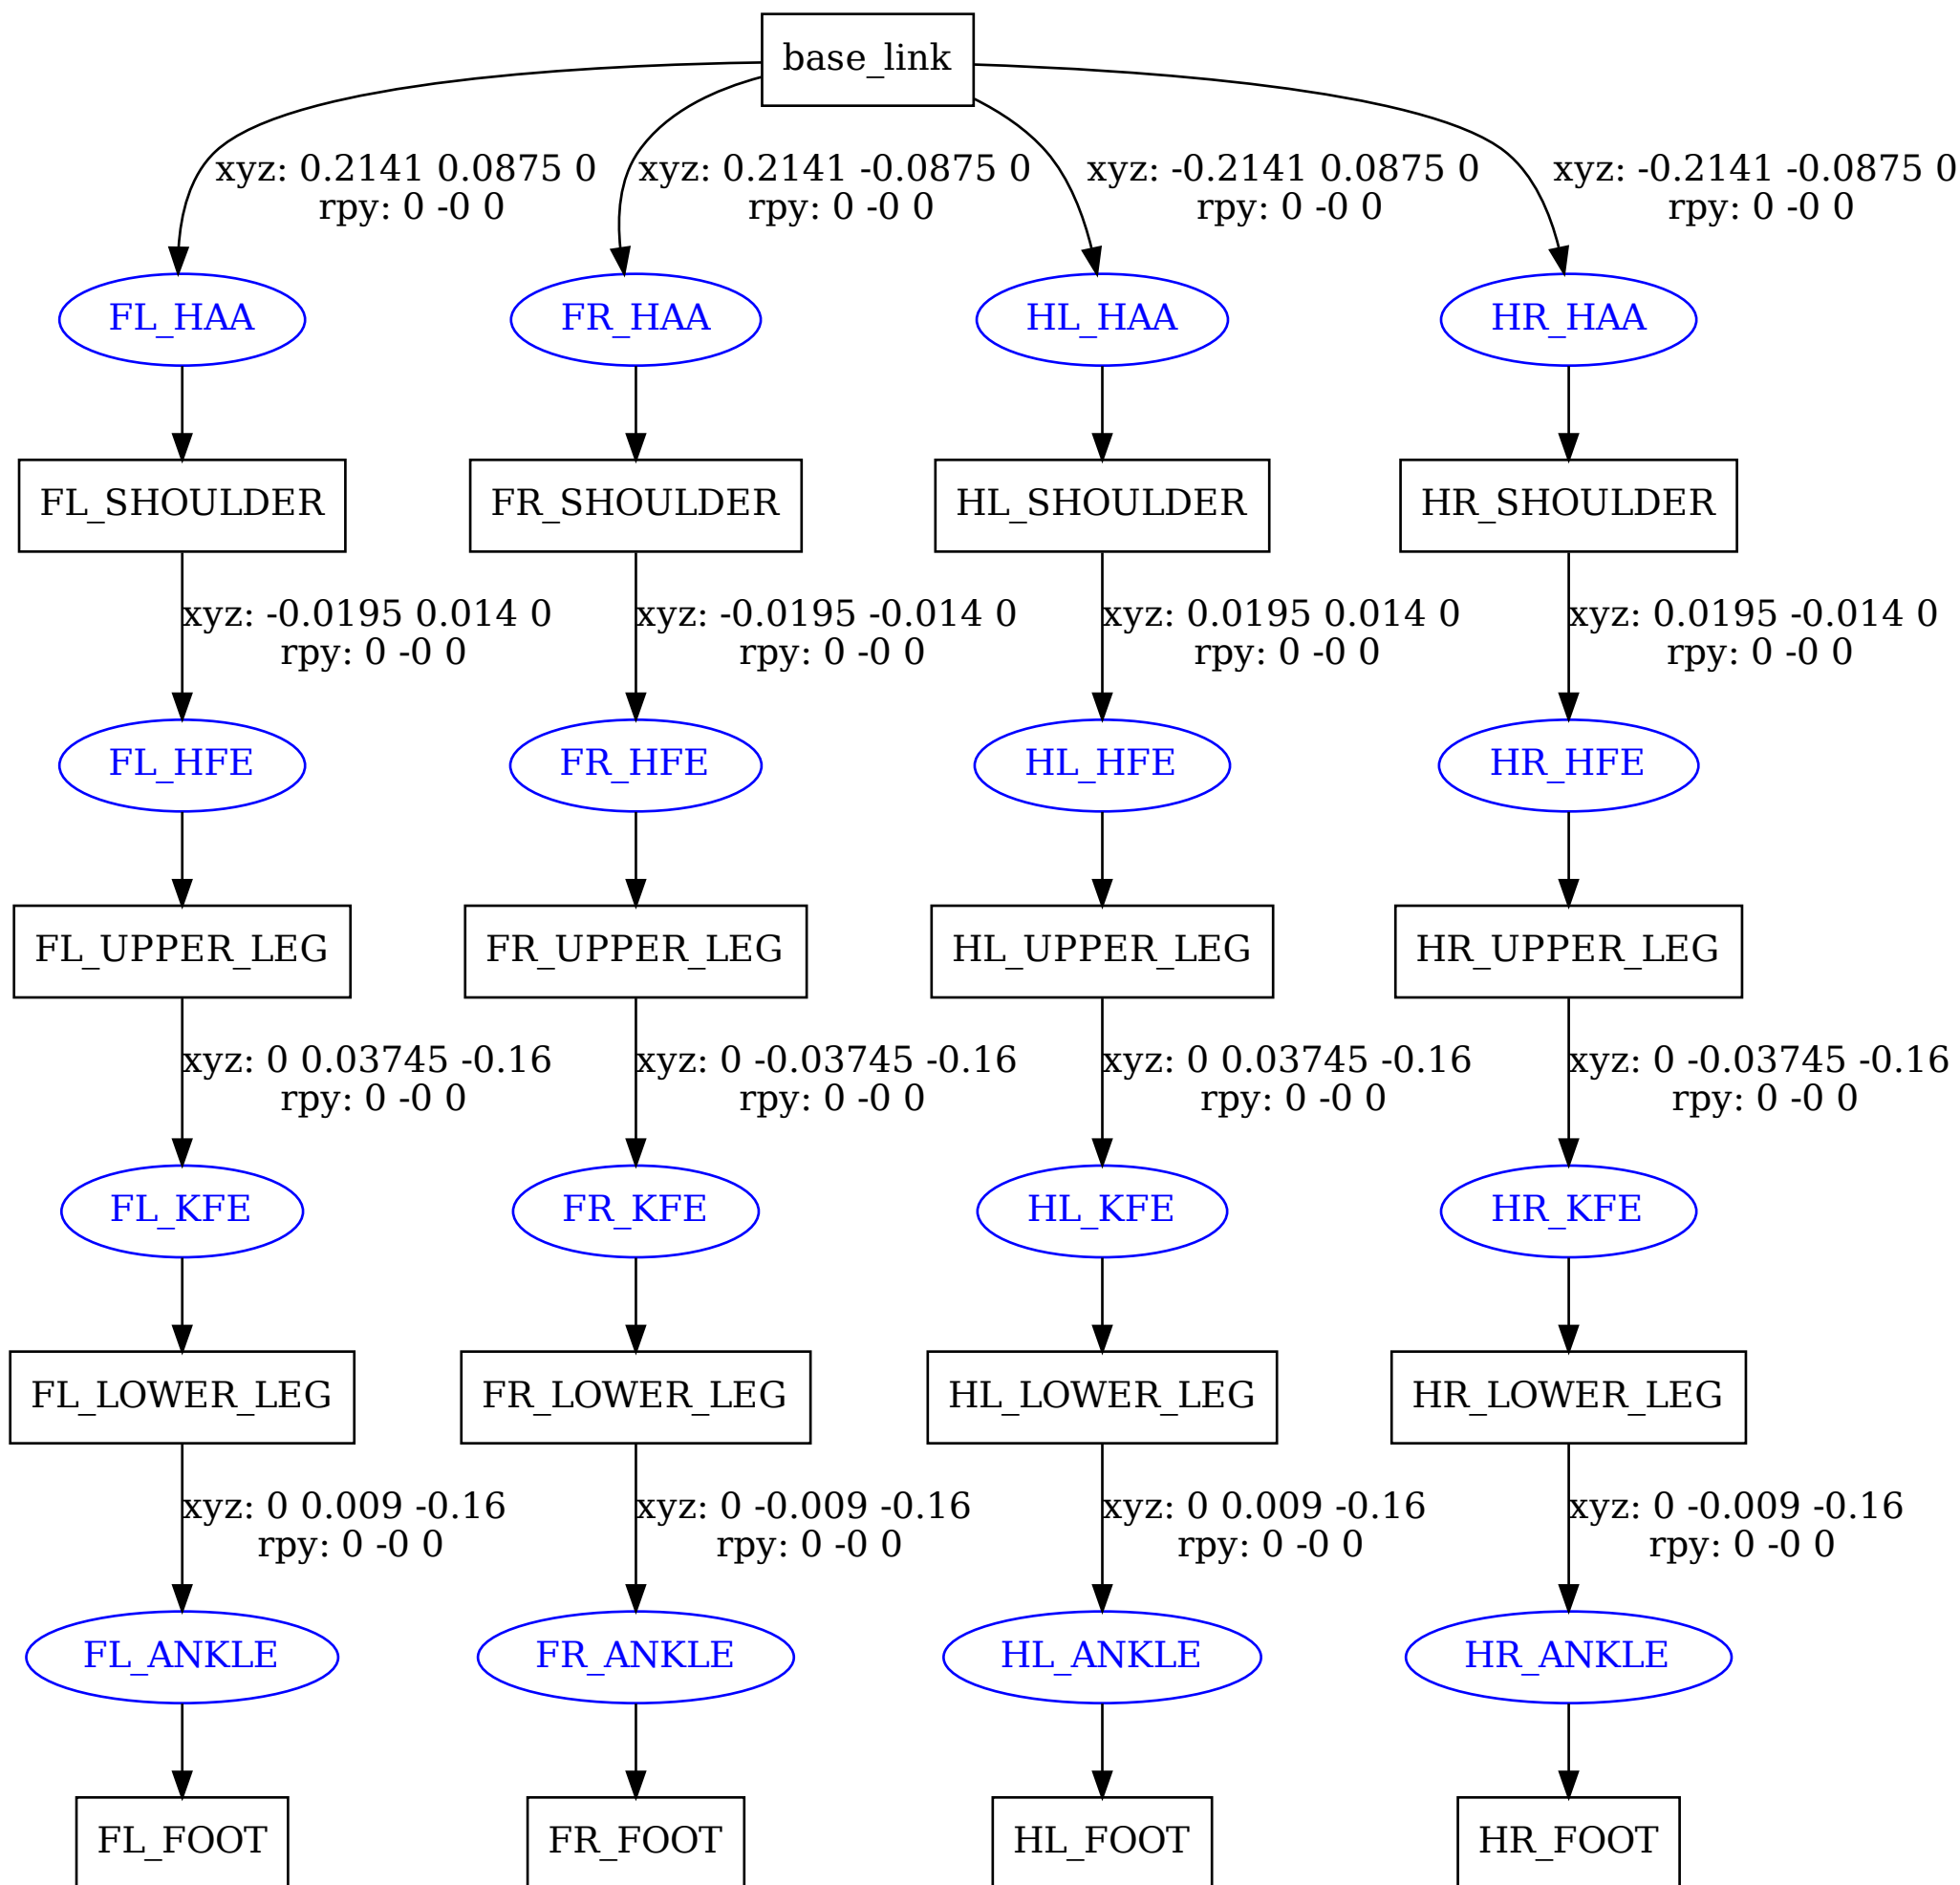 base_link
xyz: 0.2141 0.0875 0
rpy: 0 -0 0
xyz: 0.2141 -0.0875 0
rpy: 0 -0 0
xyz: -0.2141 0.0875 0
rpy: 0 -0 0
xyz: -0.2141 -0.0875 0
rpy: 0 -0 0
FL_HAA
FR_HAA
HL_HAA
HR_HAA
FL_SHOULDER
FR_SHOULDER
HL_SHOULDER
HR_SHOULDER
xyz: -0.0195 0.014 0
rpy: 0 -0 0
xyz: -0.0195 -0.014 0
rpy: 0 -0 0
xyz: 0.0195 0.014 0
rpy: 0 -0 0
xyz: 0.0195 -0.014 0
rpy: 0 -0 0
FL_HFE
FR_HFE
HL_HFE
HR_HFE
FL_UPPER_LEG
FR_UPPER_LEG
HL_UPPER_LEG
HR_UPPER_LEG
xyz: 0 0.03745 -0.16
rpy: 0 -0 0
xyz: 0 -0.03745 -0.16
rpy: 0 -0 0
xyz: 0 0.03745 -0.16
rpy: 0 -0 0
xyz: 0 -0.03745 -0.16
rpy: 0 -0 0
FL_KFE
FR_KFE
HL_KFE
HR_KFE
FL_LOWER_LEG
FR_LOWER_LEG
HL_LOWER_LEG
HR_LOWER_LEG
xyz: 0 0.009 -0.16
rpy: 0 -0 0
xyz: 0 -0.009 -0.16
rpy: 0 -0 0
xyz: 0 0.009 -0.16
rpy: 0 -0 0
xyz: 0 -0.009 -0.16
rpy: 0 -0 0
FL_ANKLE
FR_ANKLE
HL_ANKLE
HR_ANKLE
FL_FOOT
FR_FOOT
HL_FOOT
HR_FOOT